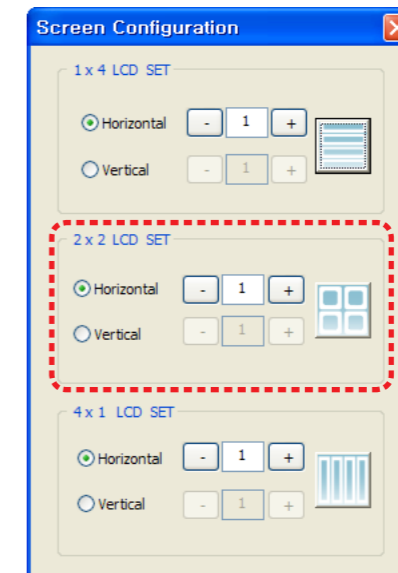 Screen Configuration
1 x 4 LCD SET
Horizontal - 1 +
Vertical - 1 +
2 x 2 LCD SET
Horizontal - 1 +
Vertical - 1 +
4 x 1 LCD SET
Horizontal - 1 +
Vertical - 1 +